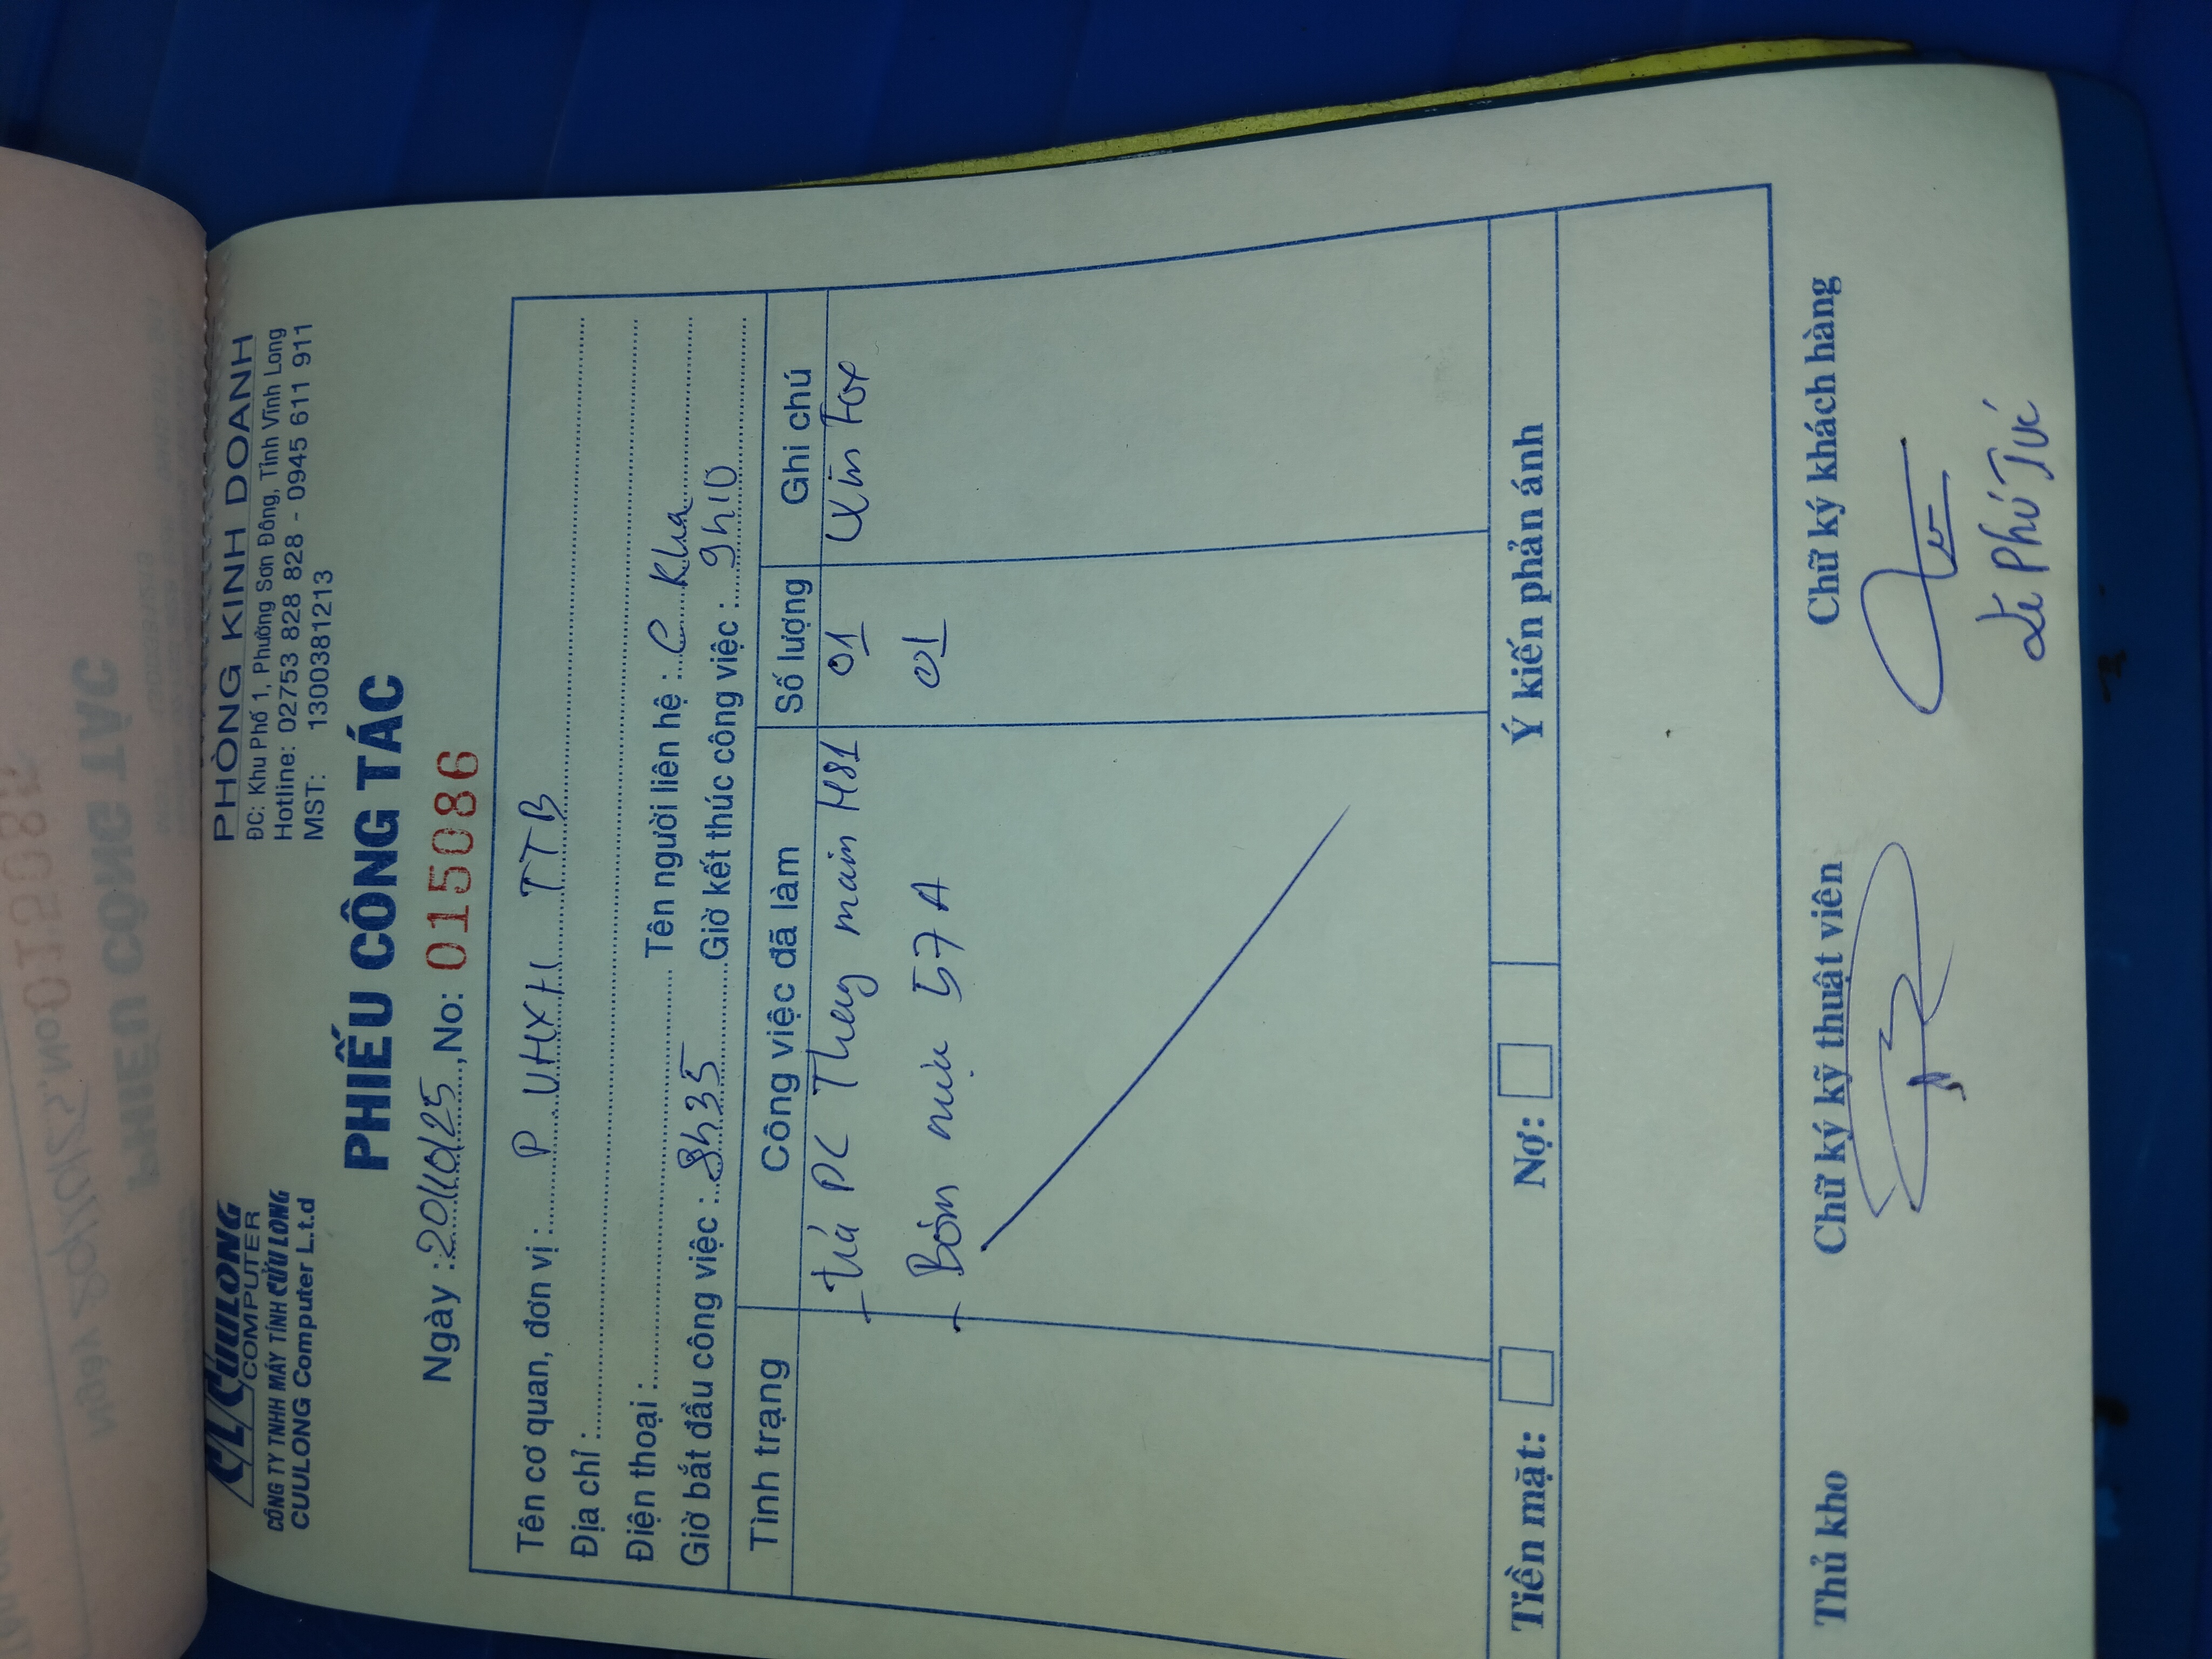 CUULONG
COMPUTER
CÔNG TY TNHH MÁY TÍNH CỬU LONG
CUULONG Computer L.t.d
PHÒNG KINH DOANH
ĐC: Khu Phố 1, Phường Sơn Đông, Tỉnh Vĩnh Long
Hotline: 02753 828 828 - 0945 611 911
MST: 1300381213
PHIẾU CÔNG TÁC
Ngày : 20/10/25, No: 015086
Tên cơ quan, đơn vị : P VHXH TTB
Địa chỉ :
Điện thoại : Tên người liên hệ : C Kha
Giờ bắt đầu công việc : 8h35 Giờ kết thúc công việc : 9h10
Tình trạng Công việc đã làm Số lượng Ghi chú
+ trả PC Thay main H81 01
+ Bơm mực 57A 01
Tiền mặt: Nợ: Ý kiến phản ánh
Thủ kho Chữ ký kỹ thuật viên Chữ ký khách hàng
Lê Phú Túc